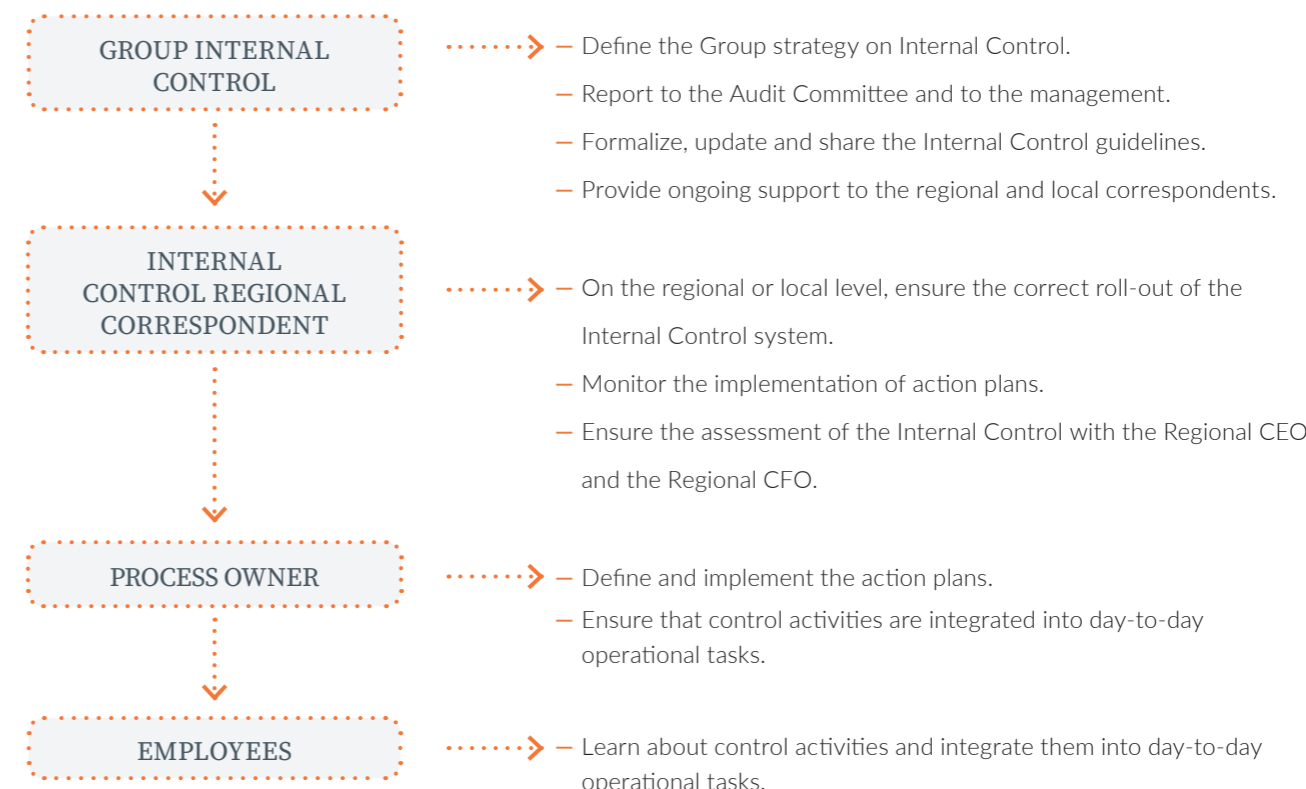 GROUP INTERNAL
CONTROL
— Define the Group strategy on Internal Control.
— Report to the Audit Committee and to the management.
— Formalize, update and share the Internal Control guidelines.
— Provide ongoing support to the regional and local correspondents.
INTERNAL
CONTROL REGIONAL
CORRESPONDENT
— On the regional or local level, ensure the correct roll-out of the
Internal Control system.
— Monitor the implementation of action plans.
— Ensure the assessment of the Internal Control with the Regional CEO
and the Regional CFO.
PROCESS OWNER
— Define and implement the action plans.
— Ensure that control activities are integrated into day-to-day
operational tasks.
EMPLOYEES
— Learn about control activities and integrate them into day-to-day
operational tasks.